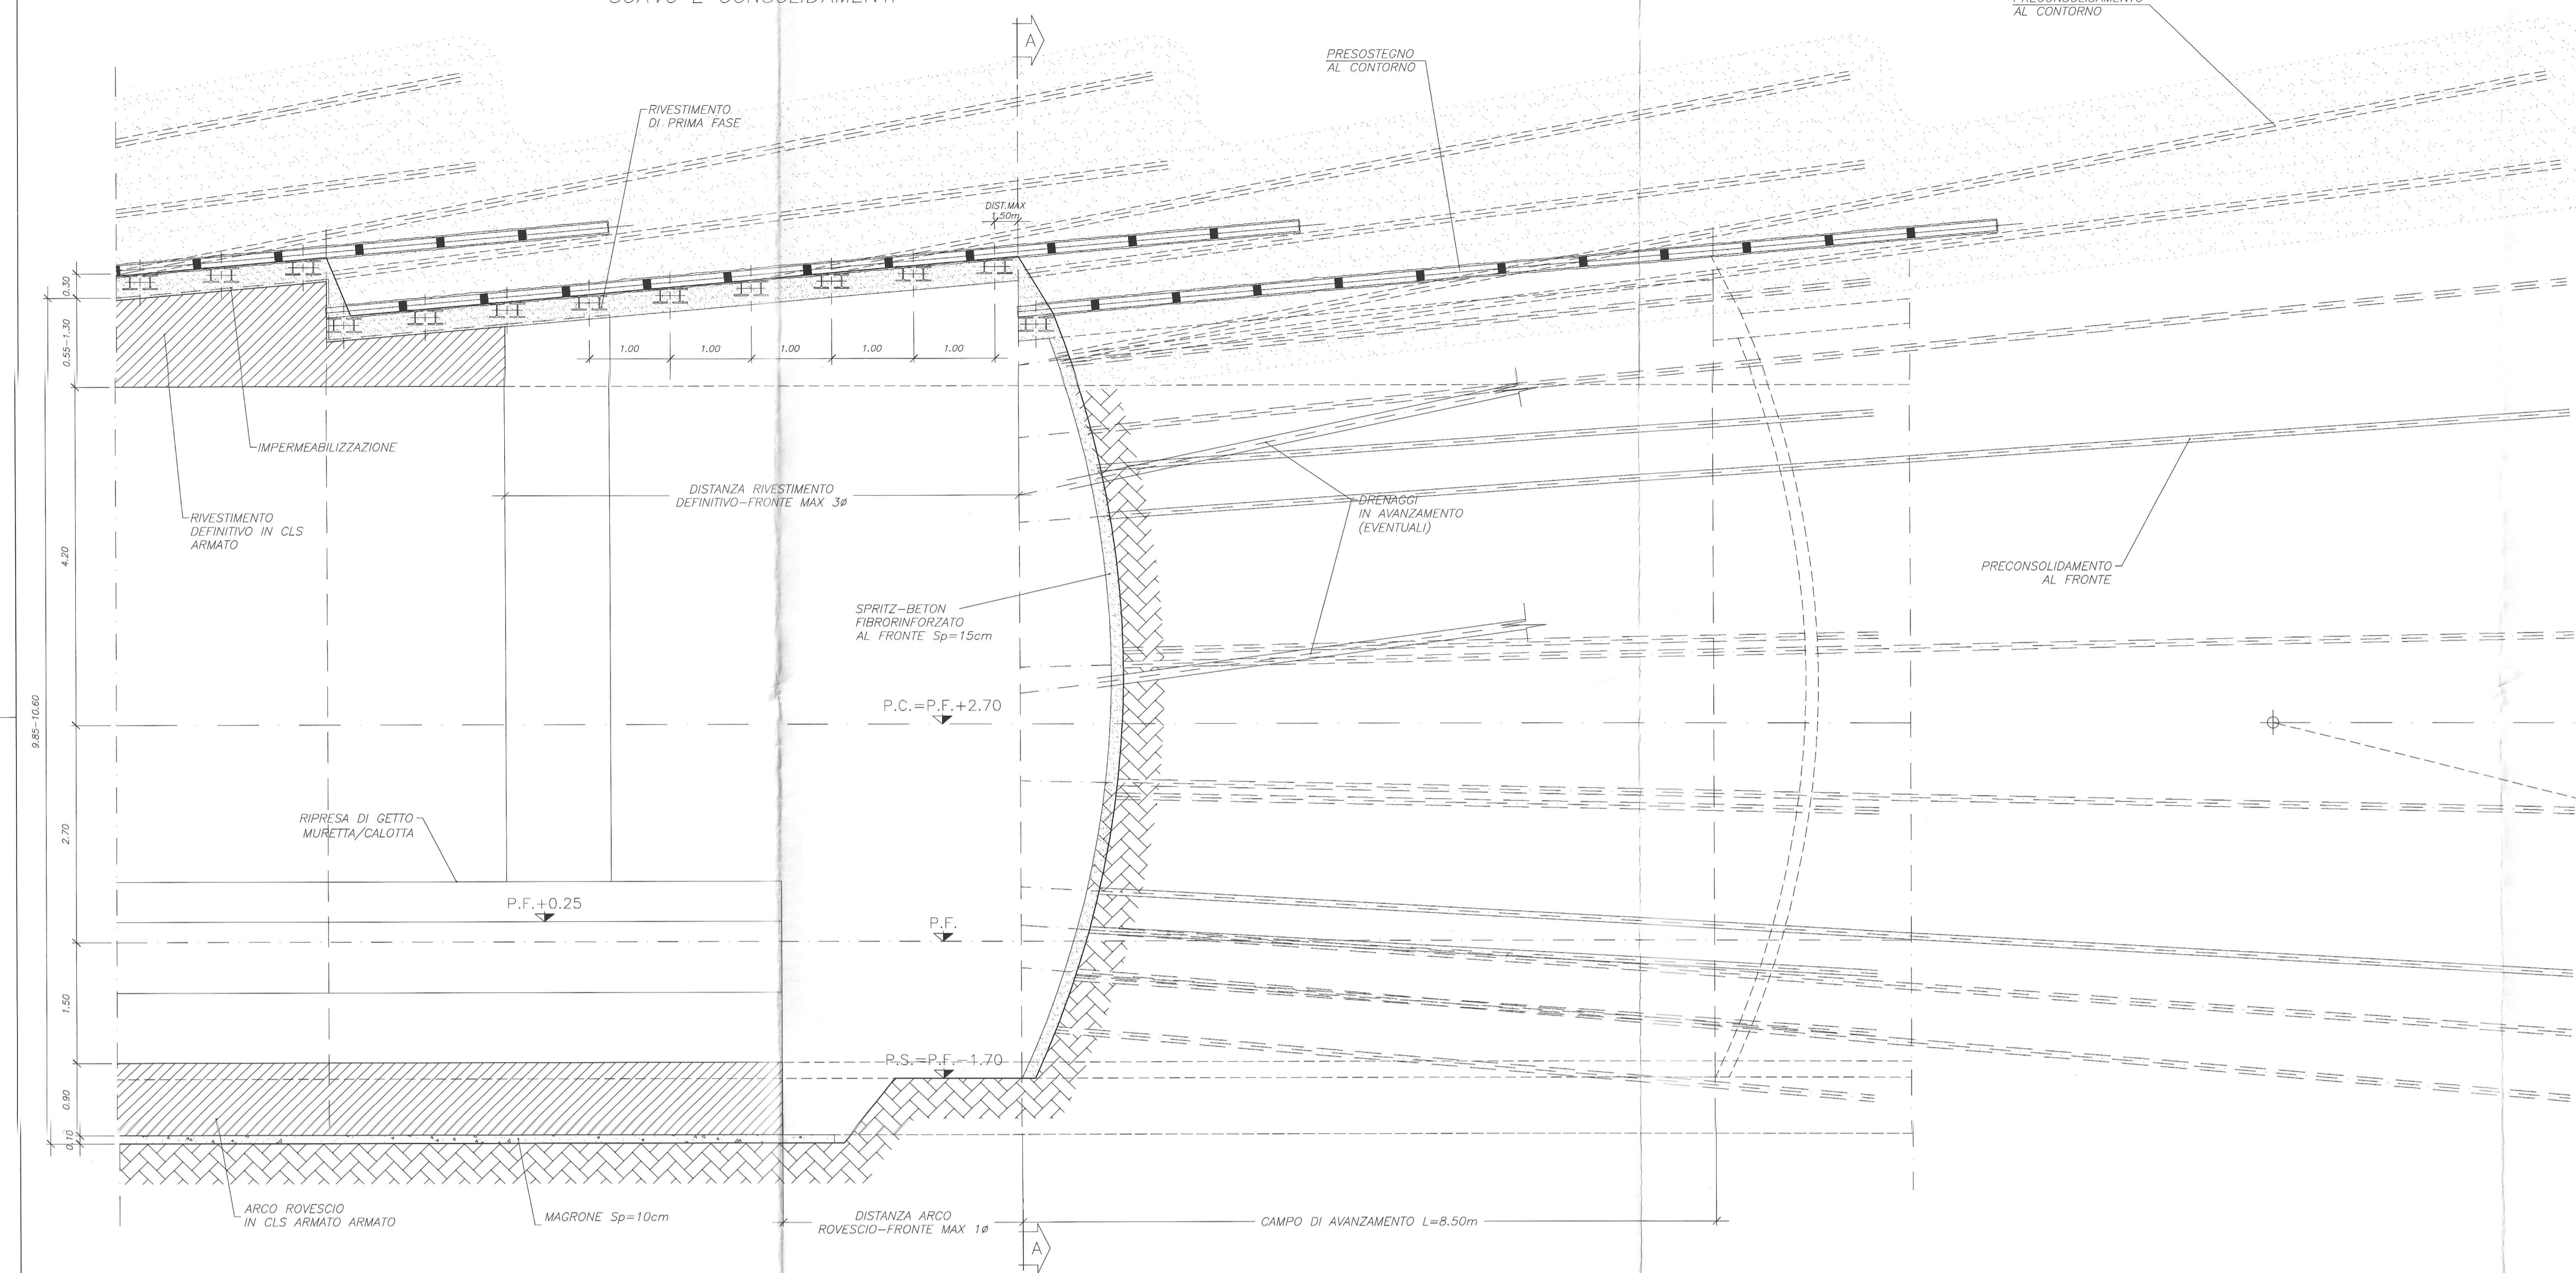 SCAVO E CONSOLIDAMENTI
A
PRESOSTEGNO
AL CONTORNO
PRECONSOLIDAMENTO
AL CONTORNO
RIVESTIMENTO
DI PRIMA FASE
DIST.MAX
1.50m
0.30
0.55-1.30
4.20
2.70
1.50
0.90
0.10
9.85-10.60
1.00
1.00
1.00
1.00
1.00
IMPERMEABILIZZAZIONE
RIVESTIMENTO
DEFINITIVO IN CLS
ARMATO
DISTANZA RIVESTIMENTO
DEFINITIVO-FRONTE MAX 3ø
DRENAGGI
IN AVANZAMENTO
(EVENTUALI)
PRECONSOLIDAMENTO
AL FRONTE
SPRITZ-BETON
FIBRORINFORZATO
AL FRONTE Sp=15cm
P.C.=P.F.+2.70
RIPRESA DI GETTO
MURETTA/CALOTTA
P.F.+0.25
P.F.
P.S.=P.F.-1.70
ARCO ROVESCIO
IN CLS ARMATO ARMATO
MAGRONE Sp=10cm
DISTANZA ARCO
ROVESCIO-FRONTE MAX 1ø
CAMPO DI AVANZAMENTO L=8.50m
A